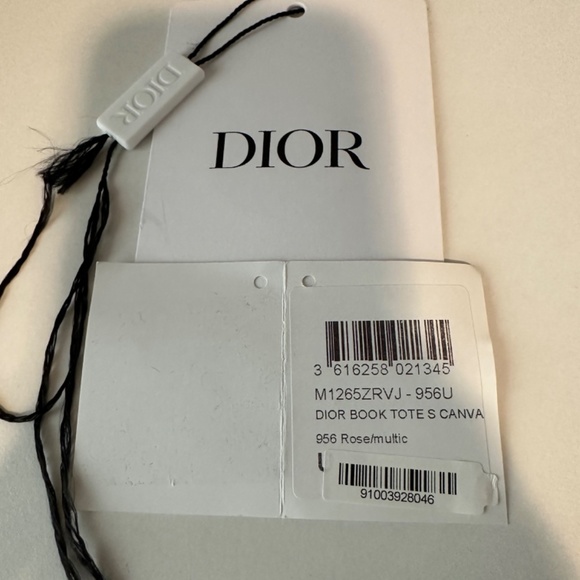 DIOR
DIOR
3 616258 021345
M1265ZRVJ - 956U
DIOR BOOK TOTE S CANVA
956 Rose/multic
U
91003928046